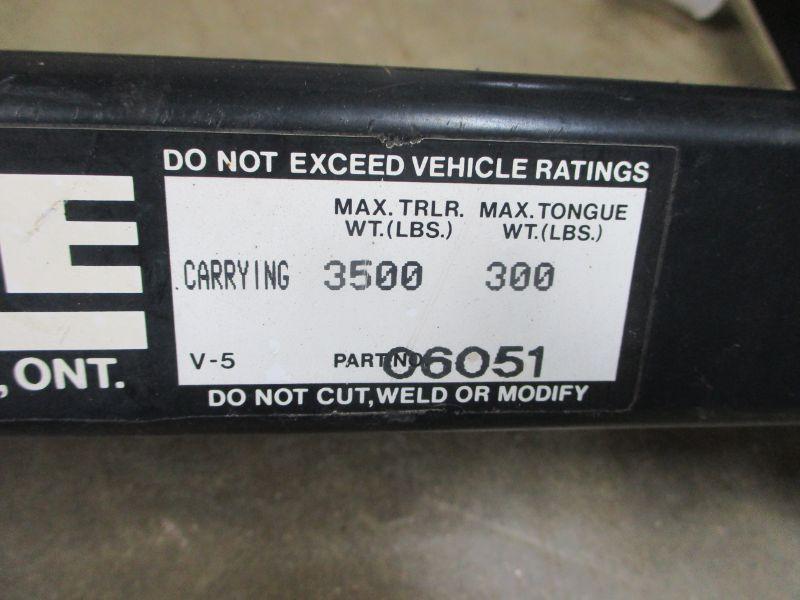 DO NOT EXCEED VEHICLE RATINGS
MAX. TRLR. WT.(LBS.)
MAX. TONGUE WT.(LBS.)
CARRYING 3500 300
V-5 PART NO. 06051
DO NOT CUT, WELD OR MODIFY
E
, ONT.